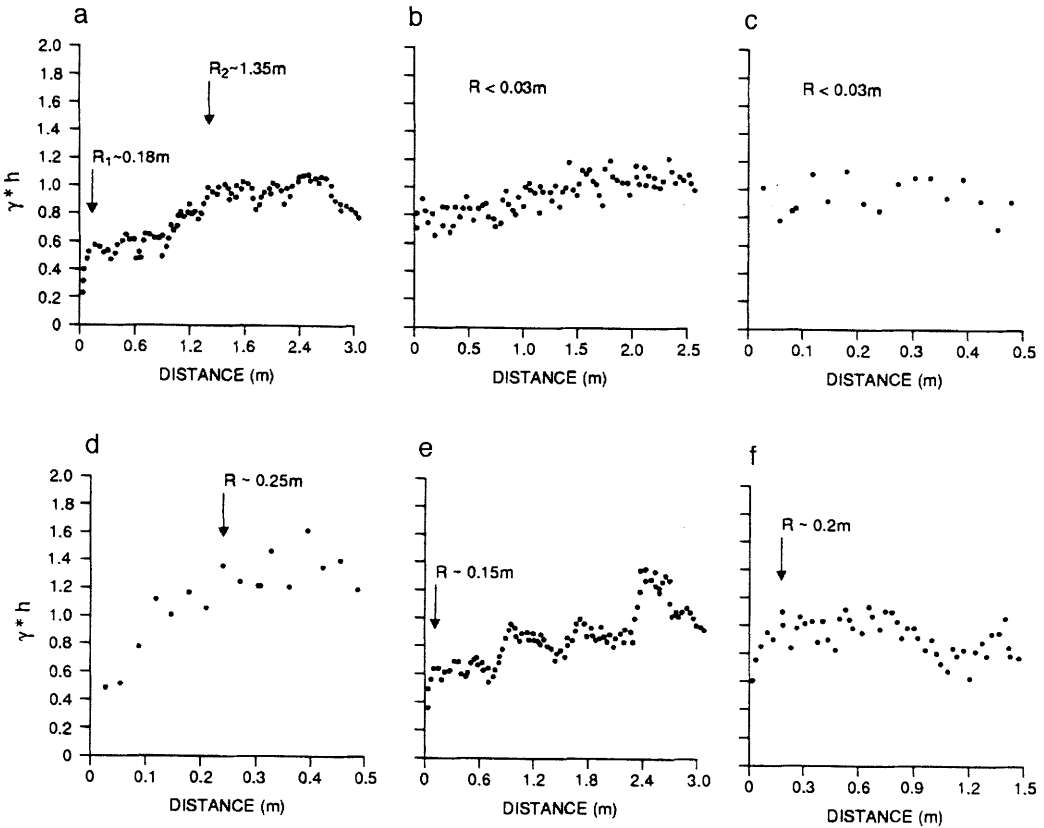 a
2.0
1.8
1.6
1.4
1.2
1.0
0.8
0.6
0.4
0.2
0
γ* h
R2~1.35m
R1~0.18m
0 0.6 1.2 1.6 2.4 3.0
DISTANCE (m)
b
R < 0.03m
0 0.5 1.0 1.5 2.0 2.5
DISTANCE (m)
c
R < 0.03m
0 0.1 0.2 0.3 0.4 0.5
DISTANCE (m)
d
2.0
1.8
1.6
1.4
1.2
1.0
0.8
0.6
0.4
0.2
0
γ* h
R ~ 0.25m
0 0.1 0.2 0.3 0.4 0.5
DISTANCE (m)
e
R ~ 0.15m
0 0.6 1.2 1.8 2.4 3.0
DISTANCE (m)
f
R ~ 0.2m
0 0.3 0.6 0.9 1.2 1.5
DISTANCE (m)